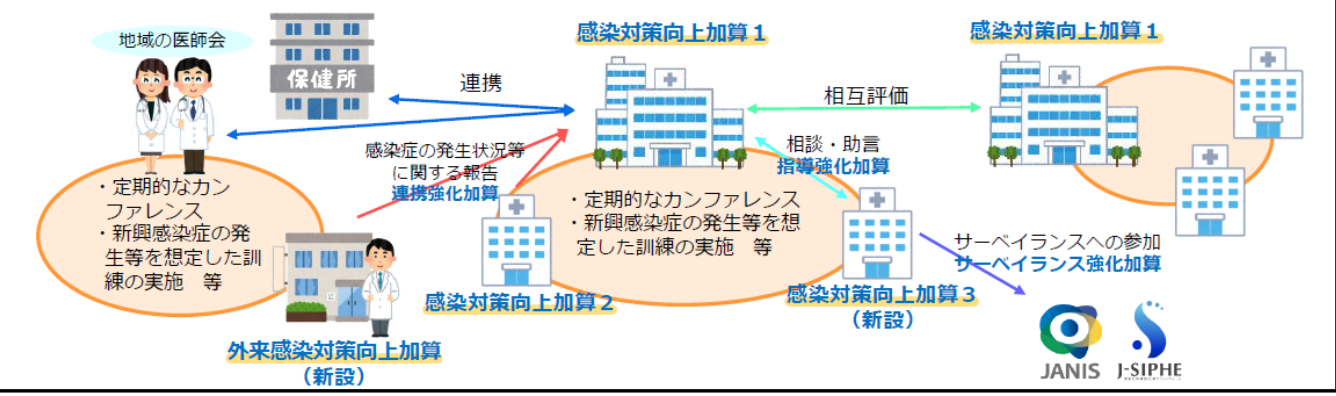 地域の医師会
保健所
連携
感染対策向上加算１
相互評価
感染対策向上加算１
感染症の発生状況等
に関する報告
連携強化加算
相談・助言
指導強化加算
・定期的なカン
ファレンス
・新興感染症の発
生等を想定した訓
練の実施　等
・定期的なカンファレンス
・新興感染症の発生等を想
定した訓練の実施　等
サーベイランスへの参加
サーベイランス強化加算
感染対策向上加算２
感染対策向上加算３
（新設）
外来感染対策向上加算
（新設）
JANIS
J-SIPHE